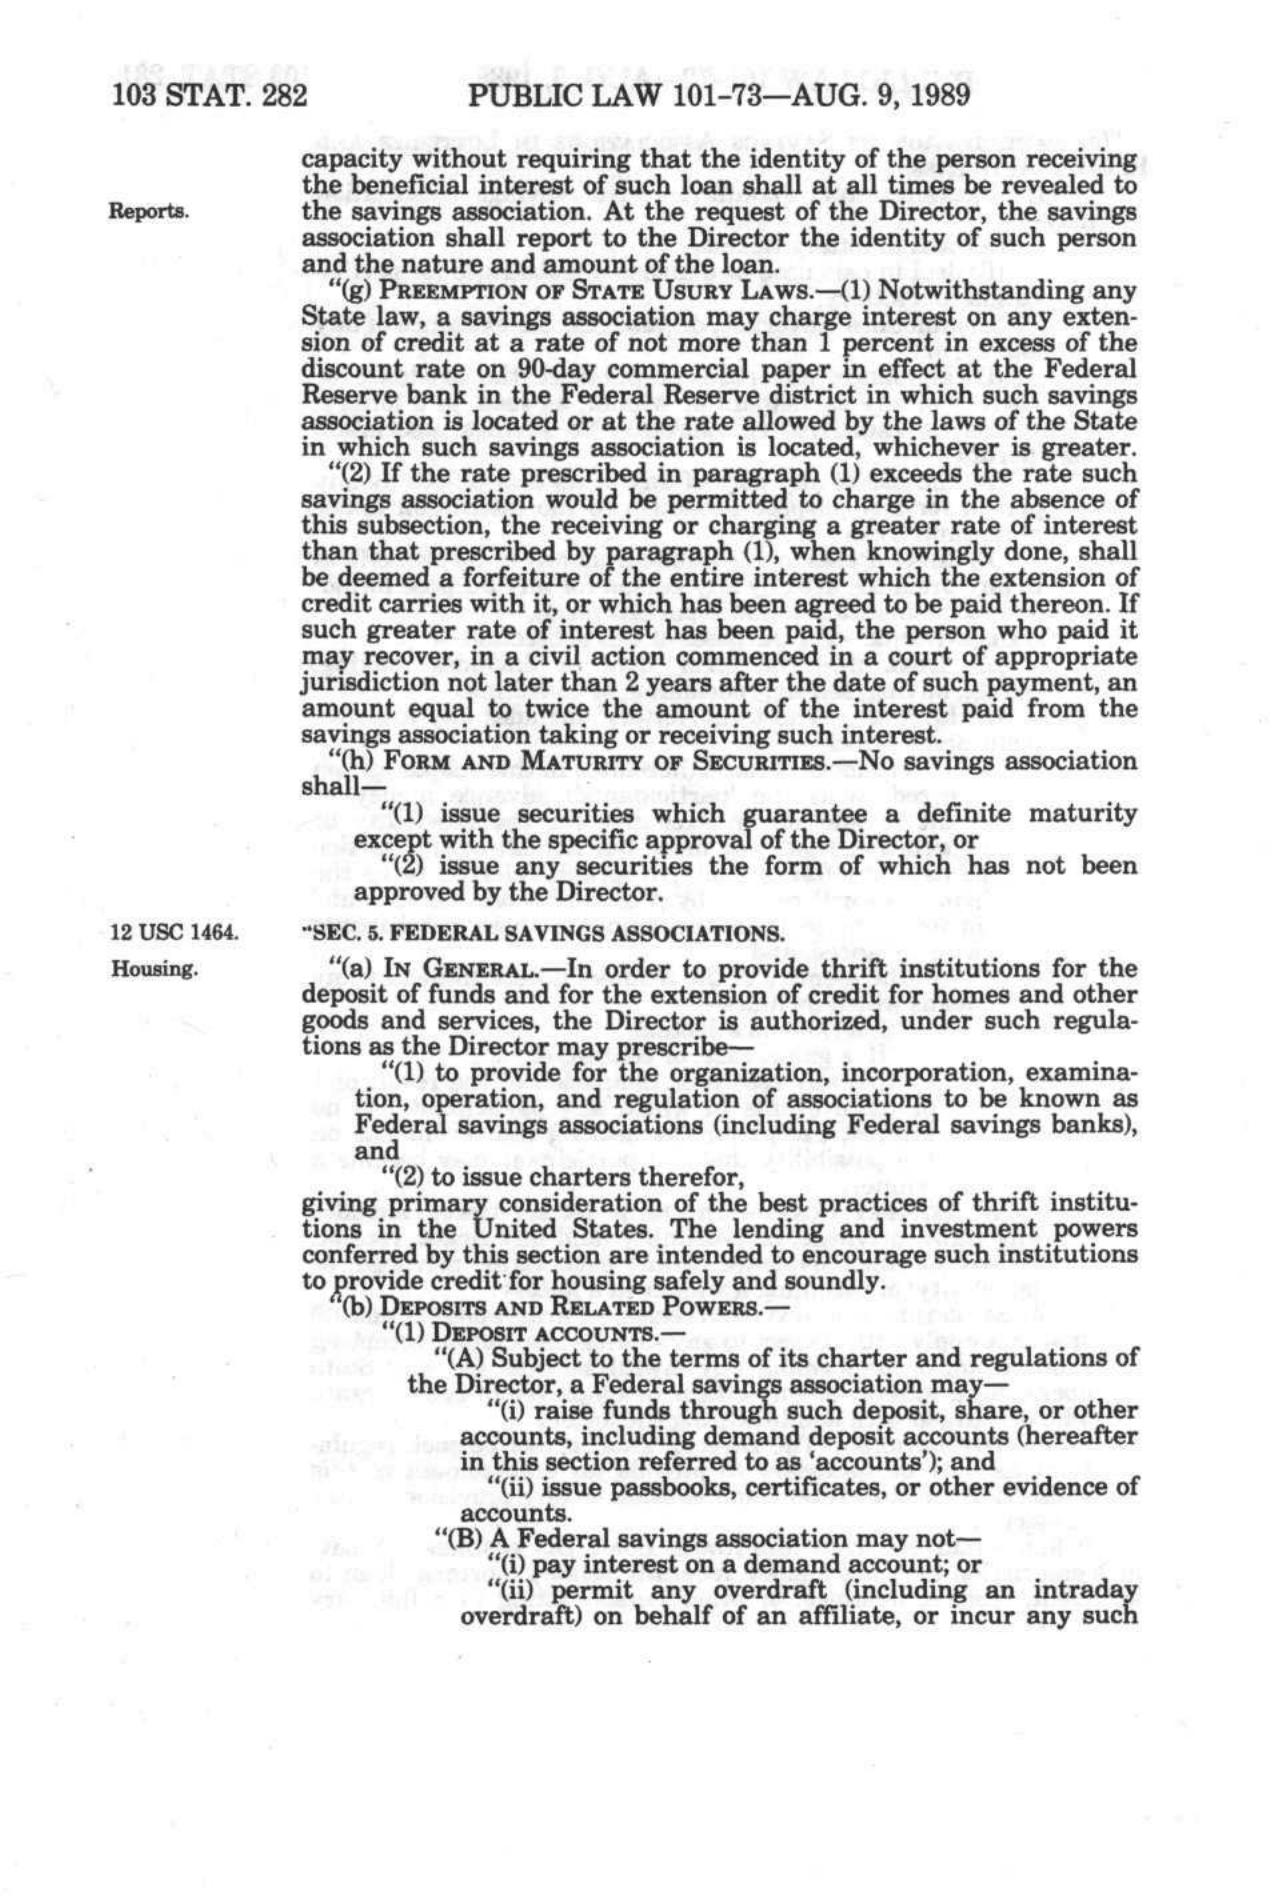 103 STAT. 282 PUBLIC LAW 101-73—AUG. 9, 1989
capacity without requiring that the identity of the person receiving
the beneficial interest of such loan shall at all times be revealed to
Reports. the savings association. At the request of the Director, the savings
association shall report to the Director the identity of such person
and the nature and amount of the loan.
"(g) PREEMPTION OF STATE USURY LAWS.—(1) Notwithstanding any
State law, a savings association may charge interest on any exten-
sion of credit at a rate of not more than 1 percent in excess of the
discount rate on 90-day commercial paper in effect at the Federal
Reserve bank in the Federal Reserve district in which such savings
association is located or at the rate allowed by the laws of the State
in which such savings association is located, whichever is greater.
"(2) If the rate prescribed in paragraph (1) exceeds the rate such
savings association would be permitted to charge in the absence of
this subsection, the receiving or charging a greater rate of interest
than that prescribed by paragraph (1), when knowingly done, shall
be deemed a forfeiture of the entire interest which the extension of
credit carries with it, or which has been agreed to be paid thereon. If
such greater rate of interest has been paid, the person who paid it
may recover, in a civil action commenced in a court of appropriate
jurisdiction not later than 2 years after the date of such payment, an
amount equal to twice the amount of the interest paid from the
savings association taking or receiving such interest.
"(h) FORM AND MATURITY OF SECURITIES.—No savings association
shall—
"(1) issue securities which guarantee a definite maturity
except with the specific approval of the Director, or
"(2) issue any securities the form of which has not been
approved by the Director.
12 USC 1464. "SEC. 5. FEDERAL SAVINGS ASSOCIATIONS.
Housing. "(a) IN GENERAL.—In order to provide thrift institutions for the
deposit of funds and for the extension of credit for homes and other
goods and services, the Director is authorized, under such regula-
tions as the Director may prescribe—
"(1) to provide for the organization, incorporation, examina-
tion, operation, and regulation of associations to be known as
Federal savings associations (including Federal savings banks),
and
"(2) to issue charters therefor,
giving primary consideration of the best practices of thrift institu-
tions in the United States. The lending and investment powers
conferred by this section are intended to encourage such institutions
to provide credit for housing safely and soundly.
"(b) DEPOSITS AND RELATED POWERS.—
"(1) DEPOSIT ACCOUNTS.—
"(A) Subject to the terms of its charter and regulations of
the Director, a Federal savings association may—
"(i) raise funds through such deposit, share, or other
accounts, including demand deposit accounts (hereafter
in this section referred to as 'accounts'); and
"(ii) issue passbooks, certificates, or other evidence of
accounts.
"(B) A Federal savings association may not—
"(i) pay interest on a demand account; or
"(ii) permit any overdraft (including an intraday
overdraft) on behalf of an affiliate, or incur any such